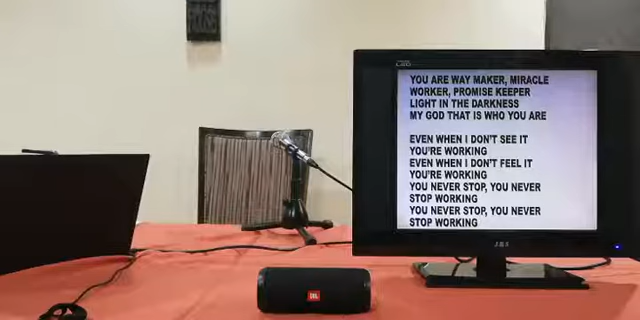 YOU ARE WAY MAKER, MIRACLE
WORKER, PROMISE KEEPER
LIGHT IN THE DARKNESS
MY GOD THAT IS WHO YOU ARE
EVEN WHEN I DON'T SEE IT
YOU'RE WORKING
EVEN WHEN I DON'T FEEL IT
YOU'RE WORKING
YOU NEVER STOP, YOU NEVER
STOP WORKING
YOU NEVER STOP, YOU NEVER
STOP WORKING
JBL